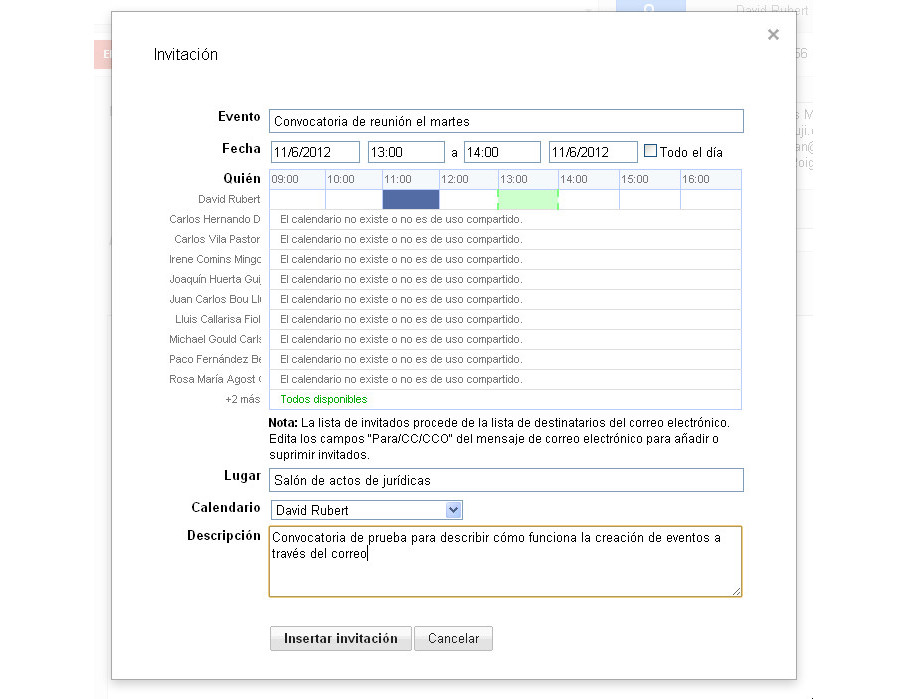 David Rubert
Invitación
56
Evento Convocatoria de reunión el martes
Fecha 11/6/2012 13:00 a 14:00 11/6/2012 Todo el día
Quién 09:00 10:00 11:00 12:00 13:00 14:00 15:00 16:00
David Rubert
Carlos Hernando D El calendario no existe o no es de uso compartido.
Carlos Vila Pastor El calendario no existe o no es de uso compartido.
Irene Comins Mingo El calendario no existe o no es de uso compartido.
Joaquín Huerta Gui El calendario no existe o no es de uso compartido.
Juan Carlos Bou Ll El calendario no existe o no es de uso compartido.
Lluis Callarisa Fiol El calendario no existe o no es de uso compartido.
Michael Gould Carl El calendario no existe o no es de uso compartido.
Paco Fernández Be El calendario no existe o no es de uso compartido.
Rosa María Agost El calendario no existe o no es de uso compartido.
+2 más Todos disponibles
Nota: La lista de invitados procede de la lista de destinatarios del correo electrónico.
Edita los campos "Para/CC/CCO" del mensaje de correo electrónico para añadir o
suprimir invitados.
Lugar Salón de actos de jurídicas
Calendario David Rubert
Descripción Convocatoria de prueba para describir cómo funciona la creación de eventos a
través del correo
Insertar invitación Cancelar